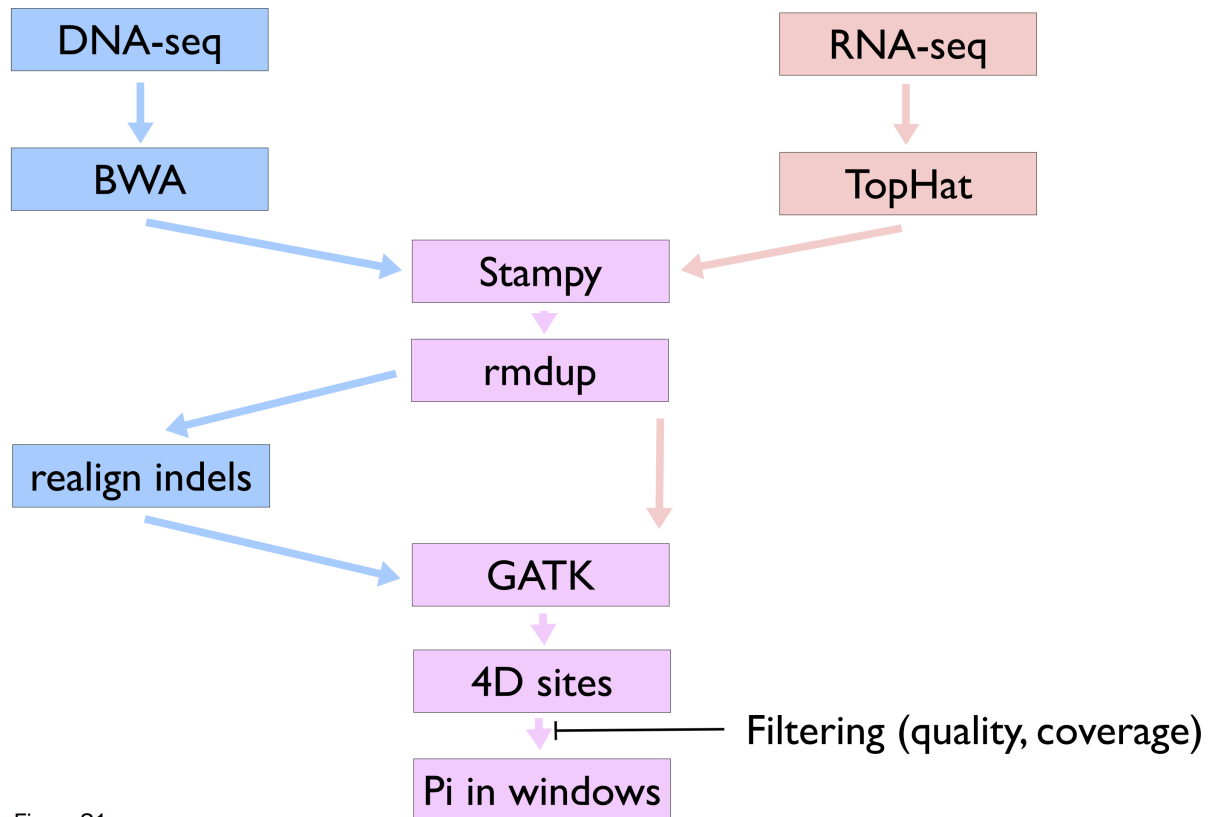 DNA-seq
RNA-seq
BWA
TopHat
Stampy
rmdup
realign indels
GATK
4D sites
Filtering (quality, coverage)
Pi in windows